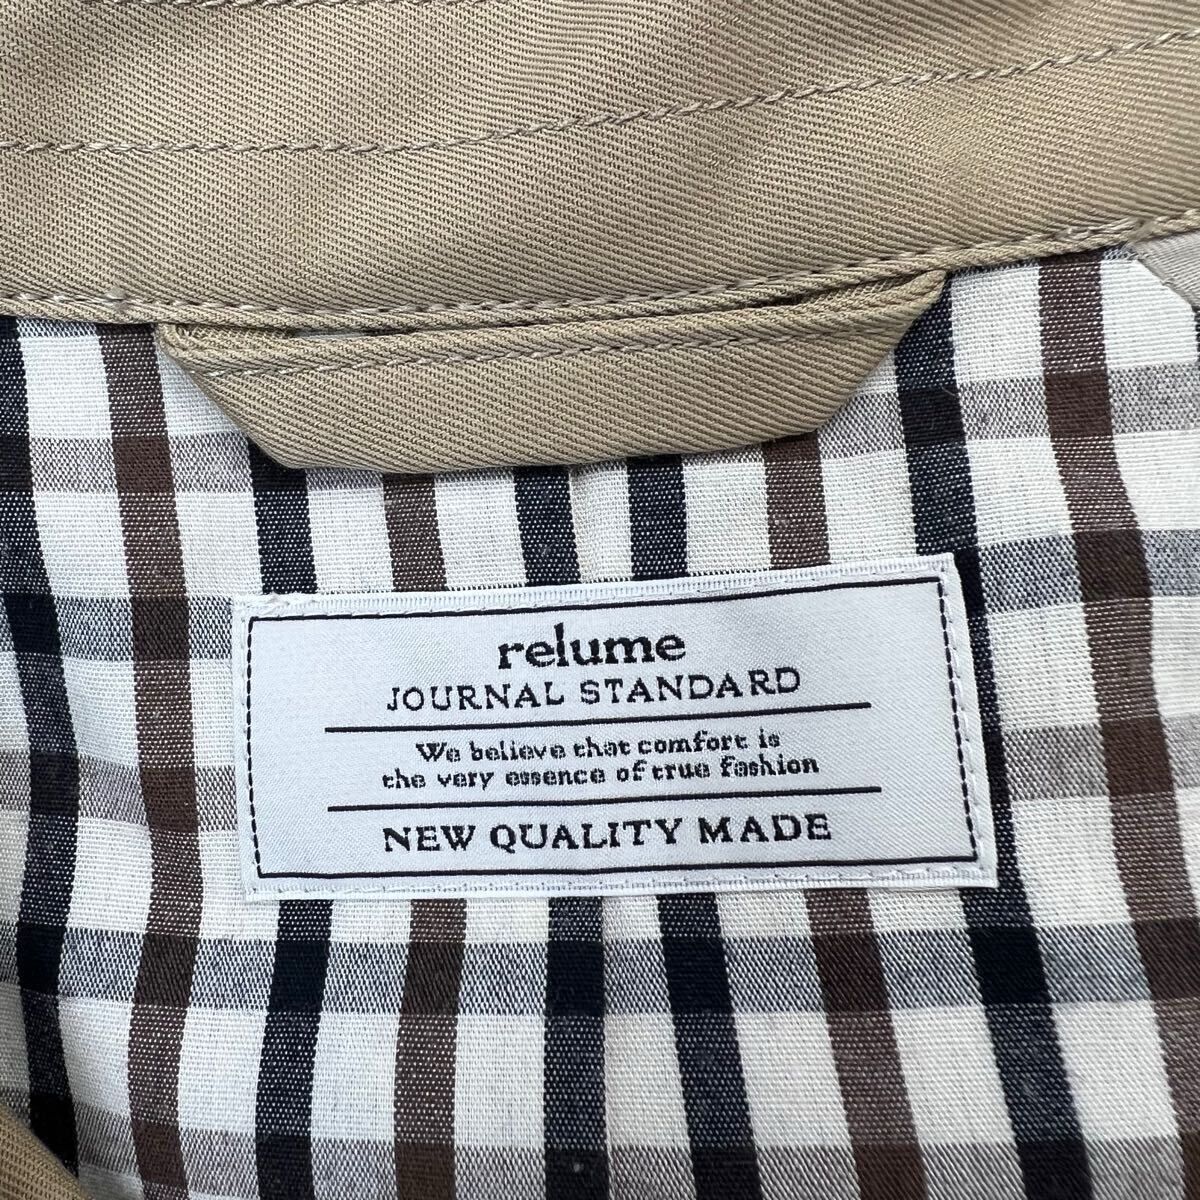 relume
JOURNAL STANDARD
We believe that comfort is
the very essence of true fashion
NEW QUALITY MADE